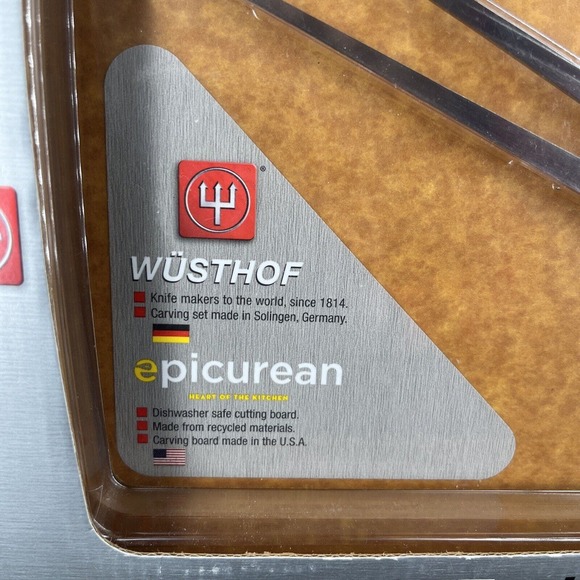 WÜSTHOF
Knife makers to the world, since 1814.
Carving set made in Solingen, Germany.
epicurean
HEART OF THE KITCHEN
Dishwasher safe cutting board.
Made from recycled materials.
Carving board made in the U.S.A.